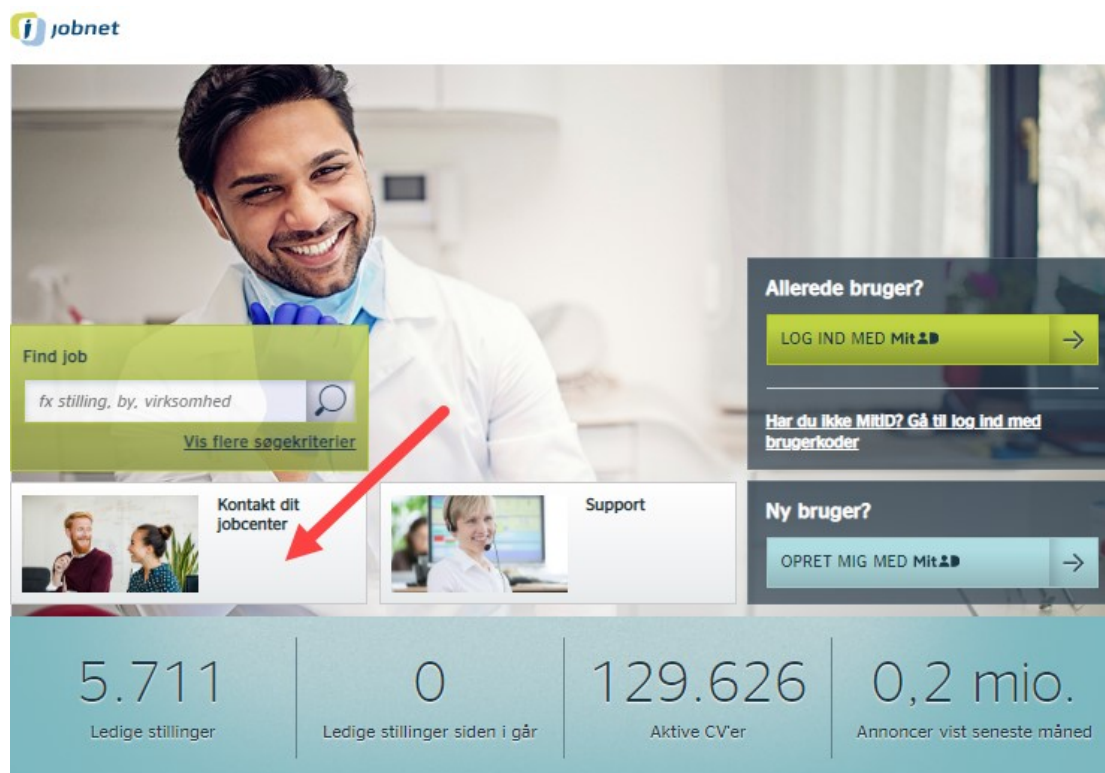 jobnet
Allerede bruger?
LOG IND MED MitID
Har du ikke MitID? Gå til log ind med
brugerkoder
Find job
fx stilling, by, virksomhed
Vis flere søgekriterier
Kontakt dit
jobcenter
Support
Ny bruger?
OPRET MIG MED MitID
5.711
Ledige stillinger
0
Ledige stillinger siden i går
129.626
Aktive CV'er
0,2 mio.
Annoncer vist seneste måned